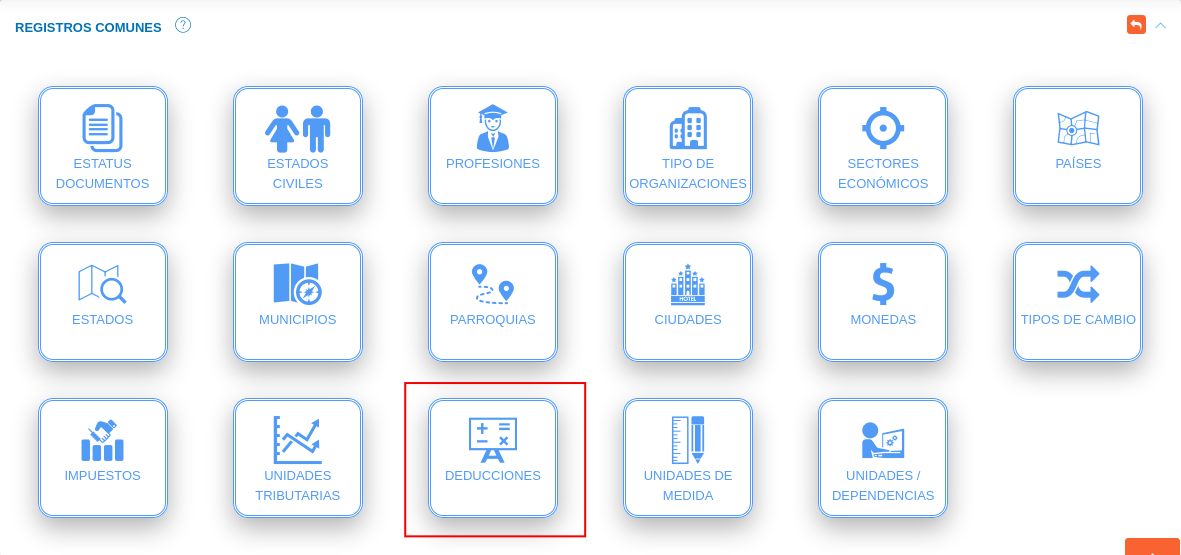 REGISTROS COMUNES ?
ESTATUS
DOCUMENTOS
ESTADOS
CIVILES
PROFESIONES
TIPO DE
ORGANIZACIONES
SECTORES
ECONÓMICOS
PAÍSES
ESTADOS
MUNICIPIOS
PARROQUIAS
HOTEL
CIUDADES
$
MONEDAS
TIPOS DE CAMBIO
IMPUESTOS
UNIDADES
TRIBUTARIAS
DEDUCCIONES
UNIDADES DE
MEDIDA
UNIDADES /
DEPENDENCIAS